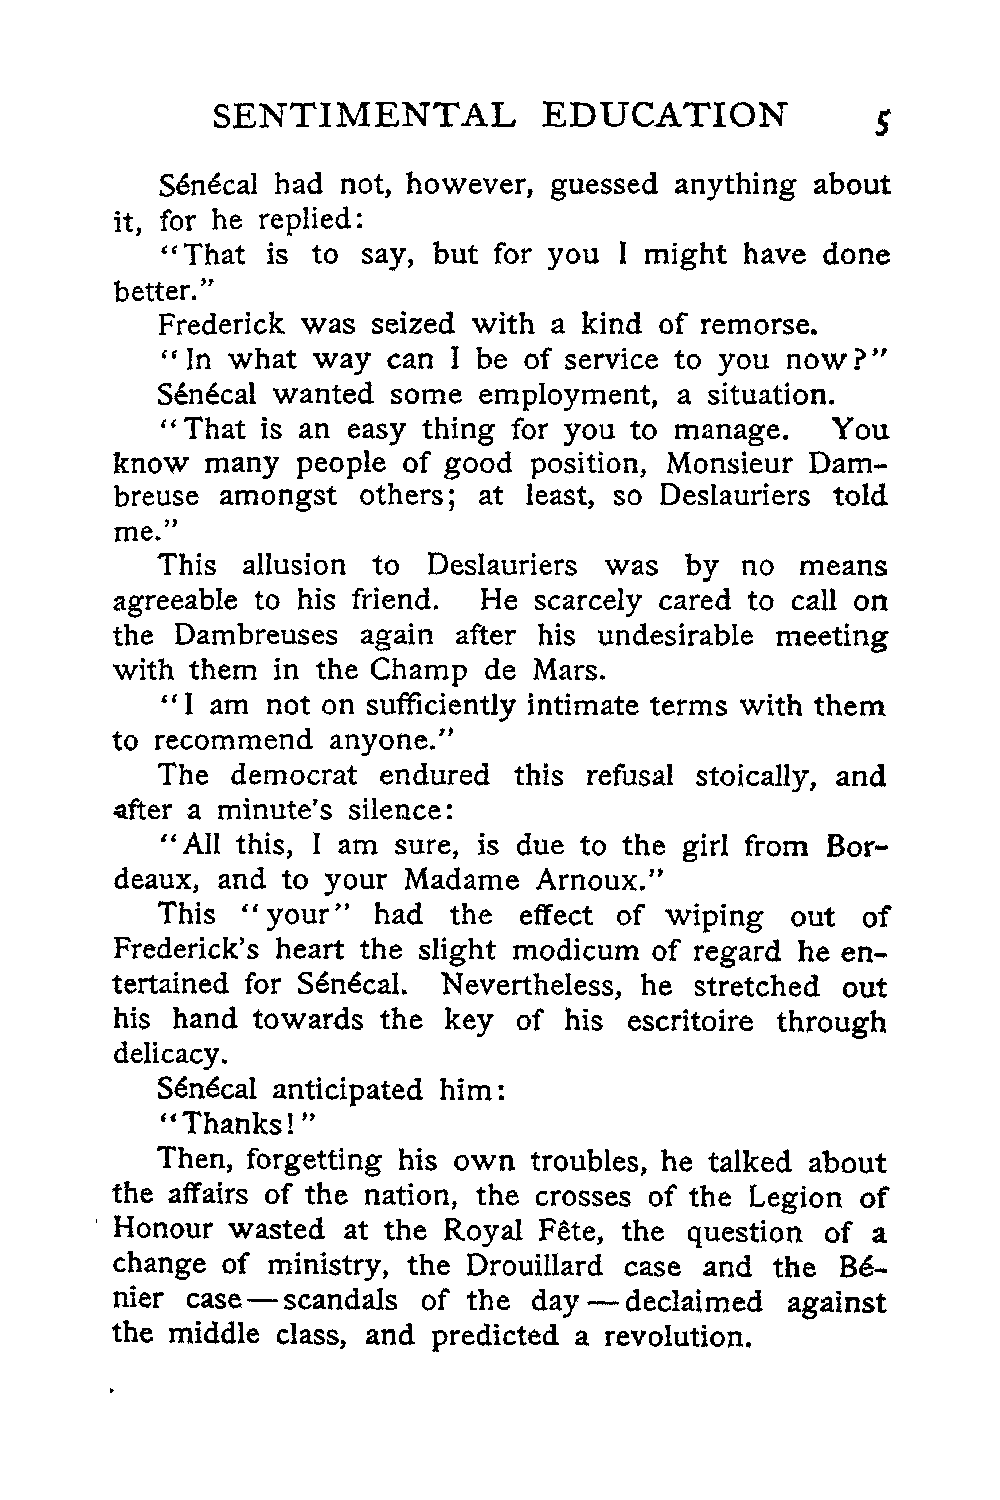 SENTIMENTAL EDUCATION 5
Sénécal had not, however, guessed anything about
it, for he replied:
"That is to say, but for you I might have done
better."
Frederick was seized with a kind of remorse.
"In what way can I be of service to you now?"
Sénécal wanted some employment, a situation.
"That is an easy thing for you to manage. You
know many people of good position, Monsieur Dam-
breuse amongst others; at least, so Deslauriers told
me."
This allusion to Deslauriers was by no means
agreeable to his friend. He scarcely cared to call on
the Dambreuses again after his undesirable meeting
with them in the Champ de Mars.
"I am not on sufficiently intimate terms with them
to recommend anyone."
The democrat endured this refusal stoically, and
after a minute's silence:
"All this, I am sure, is due to the girl from Bor-
deaux, and to your Madame Arnoux."
This "your" had the effect of wiping out of
Frederick's heart the slight modicum of regard he en-
tertained for Sénécal. Nevertheless, he stretched out
his hand towards the key of his escritoire through
delicacy.
Sénécal anticipated him:
"Thanks!"
Then, forgetting his own troubles, he talked about
the affairs of the nation, the crosses of the Legion of
Honour wasted at the Royal Fête, the question of a
change of ministry, the Drouillard case and the Bé-
nier case—scandals of the day—declaimed against
the middle class, and predicted a revolution.